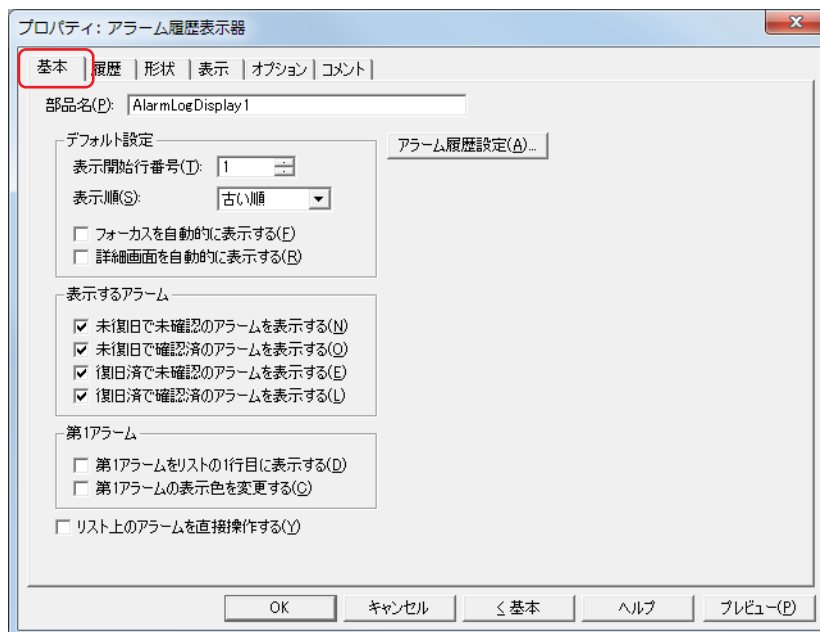 プロパティ: アラーム履歴表示器
基本 履歴 形状 表示 オプション コメント
部品名(P): AlarmLogDisplay1
デフォルト設定
アラーム履歴設定(A)...
表示開始行番号(T): 1
表示順(S): 古い順
フォーカスを自動的に表示する(F)
詳細画面を自動的に表示する(R)
表示するアラーム
未復旧で未確認のアラームを表示する(N)
未復旧で確認済のアラームを表示する(O)
復旧済で未確認のアラームを表示する(E)
復旧済で確認済のアラームを表示する(L)
第1アラーム
第1アラームをリストの1行目に表示する(D)
第1アラームの表示色を変更する(C)
リスト上のアラームを直接操作する(Y)
OK キャンセル < 基本 ヘルプ プレビュー(P)